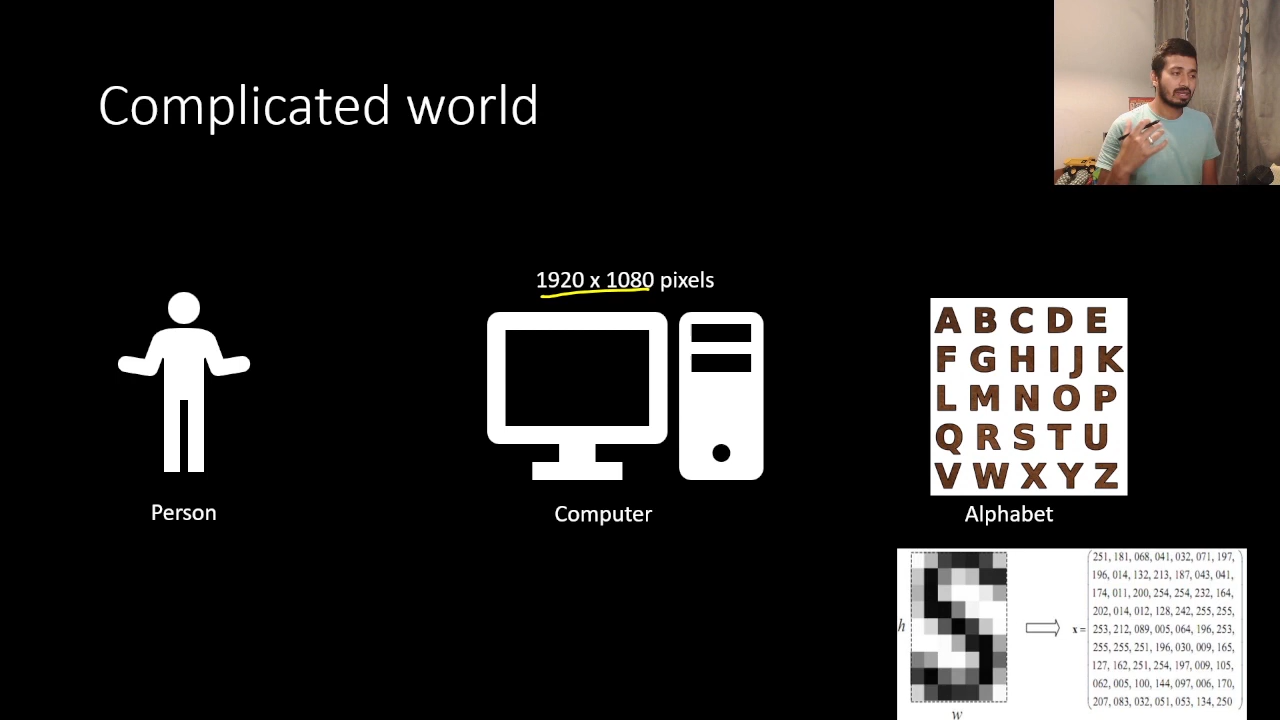 Complicated world
1920 x 1080 pixels
A B C D E
F G H I J K
L M N O P
Q R S T U
V W X Y Z
Person
Computer
Alphabet
h
w
x =
251, 181, 068, 041, 032, 071, 197,
196, 014, 132, 213, 187, 043, 041,
174, 011, 200, 254, 254, 232, 164,
202, 014, 012, 128, 242, 255, 255,
253, 212, 089, 005, 064, 196, 253,
255, 255, 251, 196, 030, 009, 165,
127, 162, 251, 254, 197, 009, 105,
062, 005, 100, 144, 097, 006, 170,
207, 083, 032, 051, 053, 134, 250